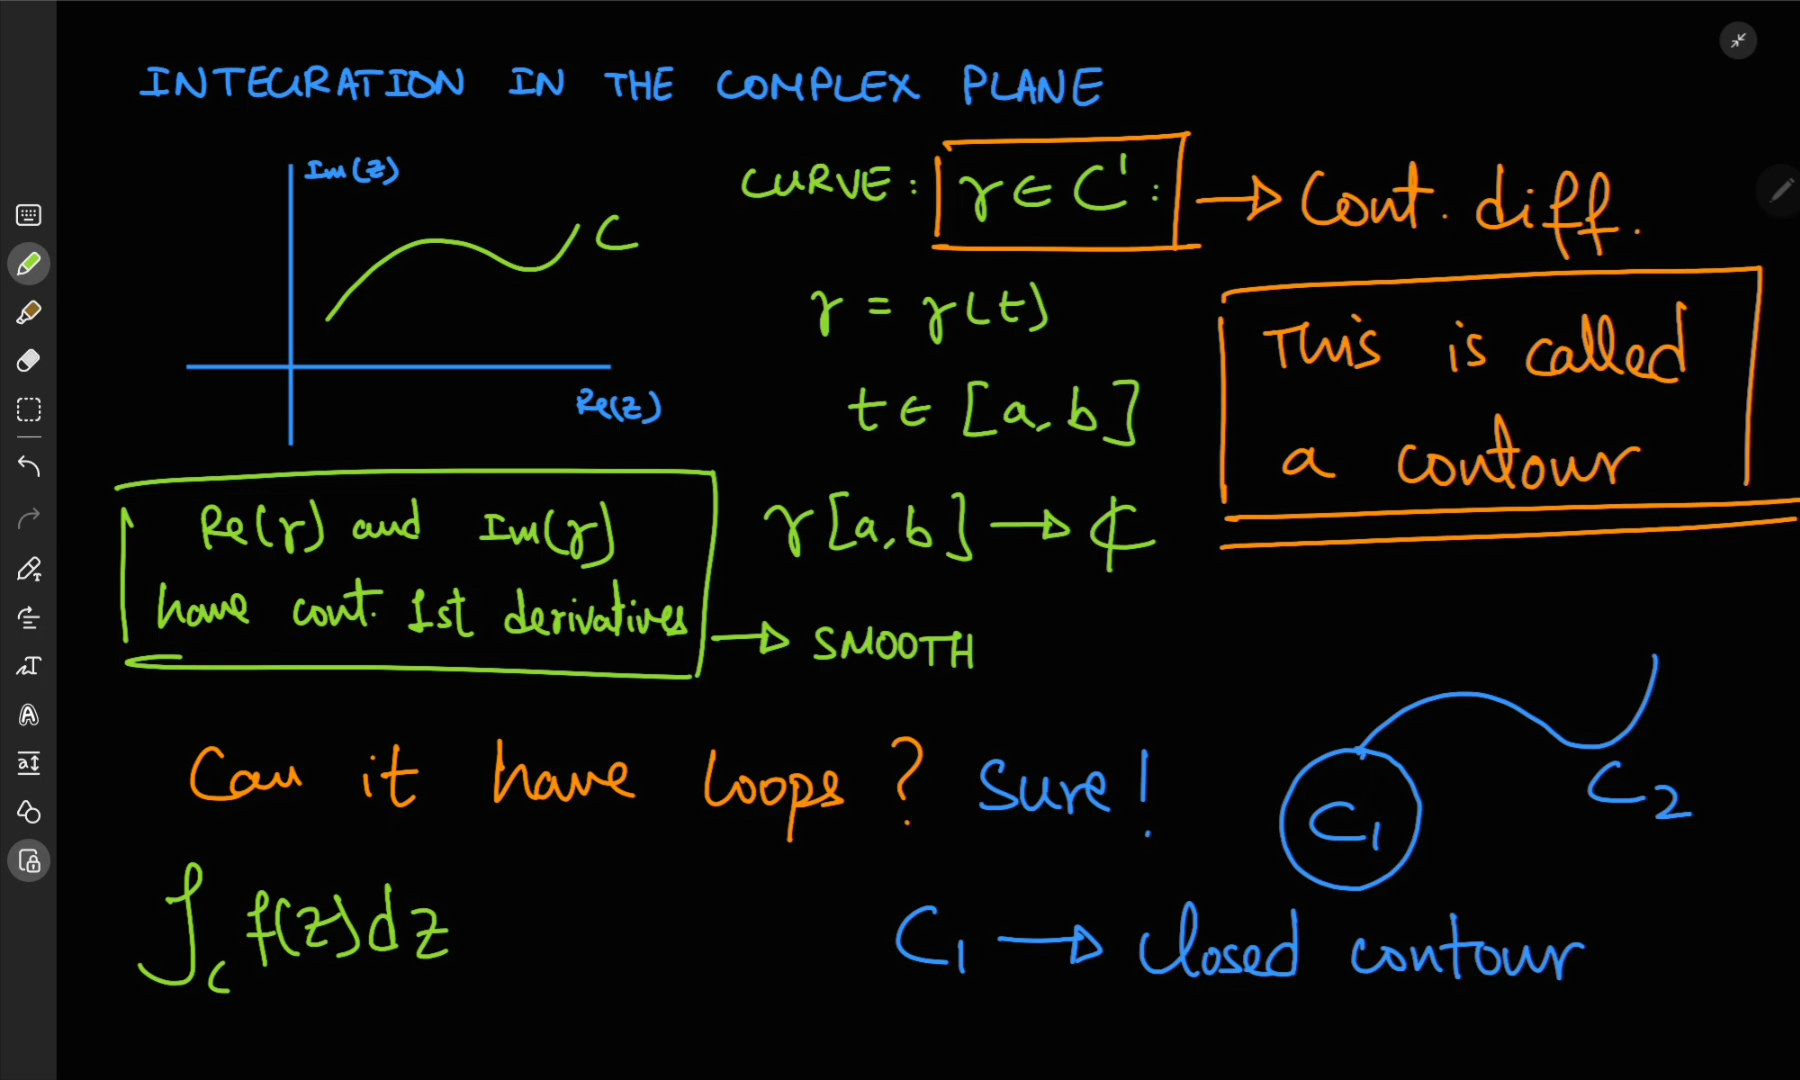 INTEGRATION IN THE COMPLEX PLANE
Im(z)
C
Re(z)
CURVE: γ ∈ C¹: → Cont. diff.
γ = γ(t)
t ∈ [a, b]
γ[a, b] → ℂ
This is called
a contour
Re(γ) and Im(γ)
have cont. 1st derivatives → SMOOTH
Can it have loops? Sure!
C₁
C₂
∫_C f(z)dz
C₁ → Closed contour